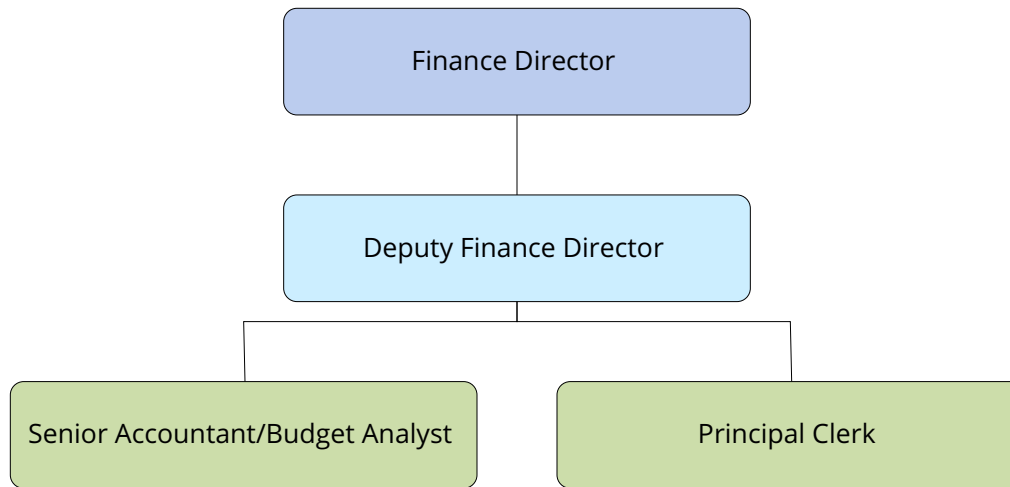 Finance Director
Deputy Finance Director
Senior Accountant/Budget Analyst
Principal Clerk